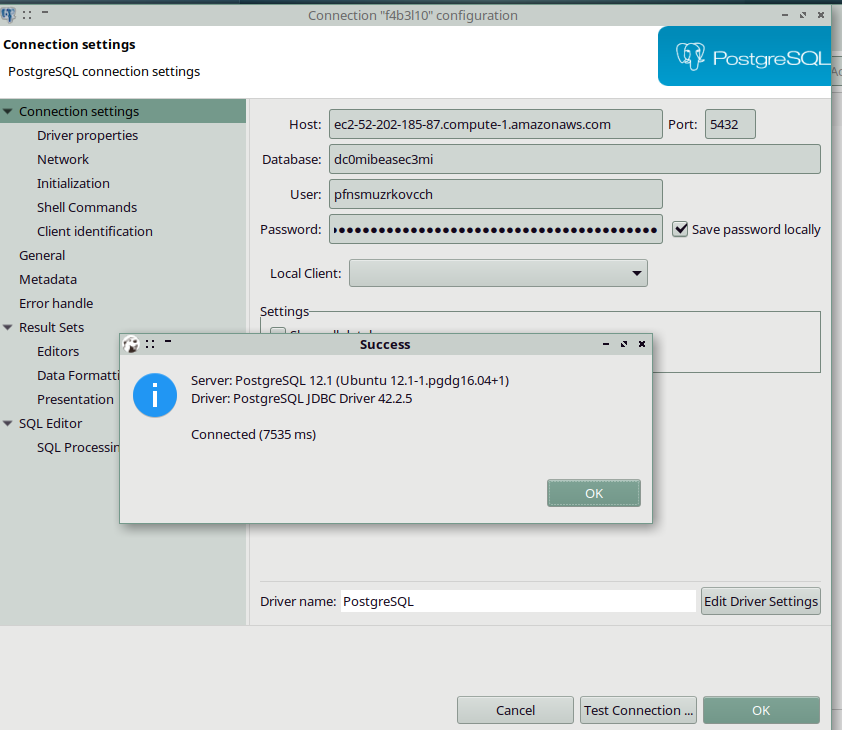 Connection "f4b3l10" configuration
Connection settings
PostgreSQL connection settings
PostgreSQL
Connection settings
Driver properties
Network
Initialization
Shell Commands
Client identification
General
Metadata
Error handle
Result Sets
Editors
Data Formatti
Presentation
SQL Editor
SQL Processin
Host: ec2-52-202-185-87.compute-1.amazonaws.com Port: 5432
Database: dc0mibeasec3mi
User: pfnsmuzrkovcch
Password: Save password locally
Local Client:
Settings
Success
Server: PostgreSQL 12.1 (Ubuntu 12.1-1.pgdg16.04+1)
Driver: PostgreSQL JDBC Driver 42.2.5
Connected (7535 ms)
OK
Driver name: PostgreSQL Edit Driver Settings
Cancel Test Connection ... OK